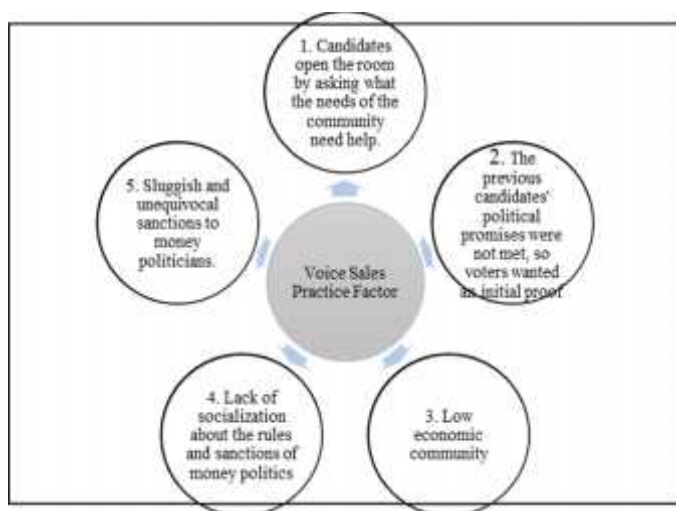 1. Candidates
open the room
by asking what
the needs of the
community
need help.
2. The
previous
candidates'
political
promises were
not met, so
voters wanted
an initial proof
3. Low
economic
community
4. Lack of
socialization
about the rules
and sanctions of
money politics
5. Sluggish and
unequivocal
sanctions to
money
politicians.
Voice Sales
Practice Factor